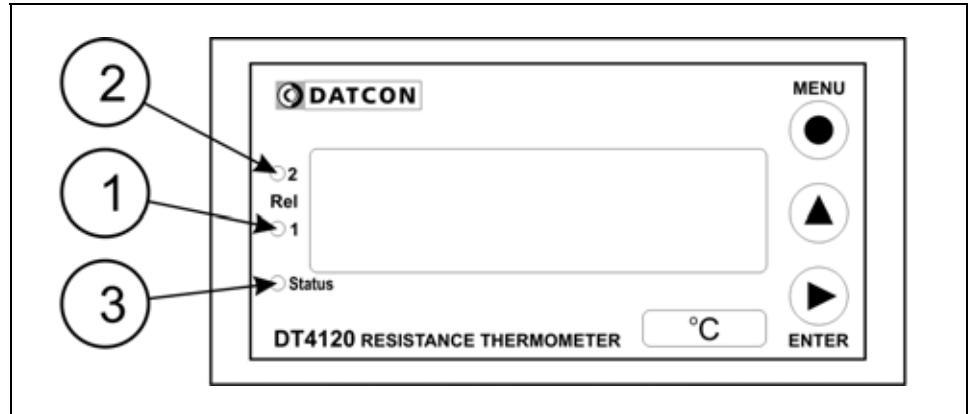 2
DATCON
MENU
1
2
Rel
1
3
Status
DT4120 RESISTANCE THERMOMETER
°C
ENTER